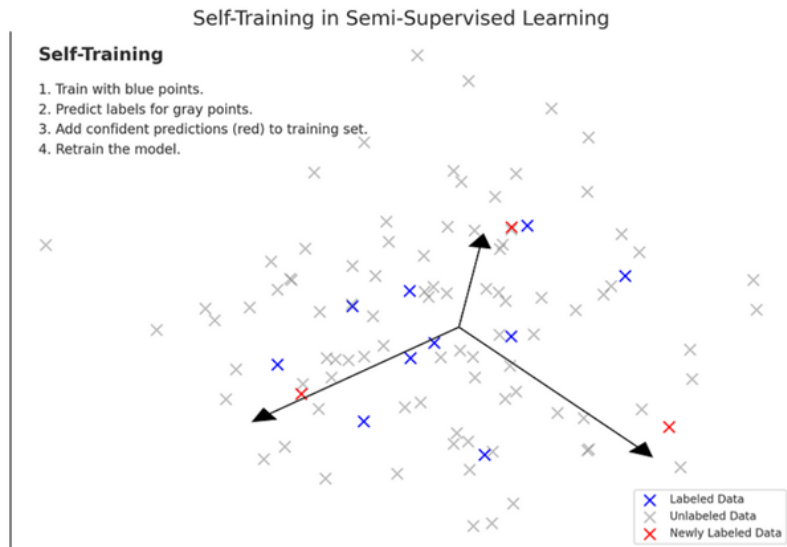 Self-Training in Semi-Supervised Learning
Self-Training
1. Train with blue points.
2. Predict labels for gray points.
3. Add confident predictions (red) to training set.
4. Retrain the model.
Labeled Data
Unlabeled Data
Newly Labeled Data